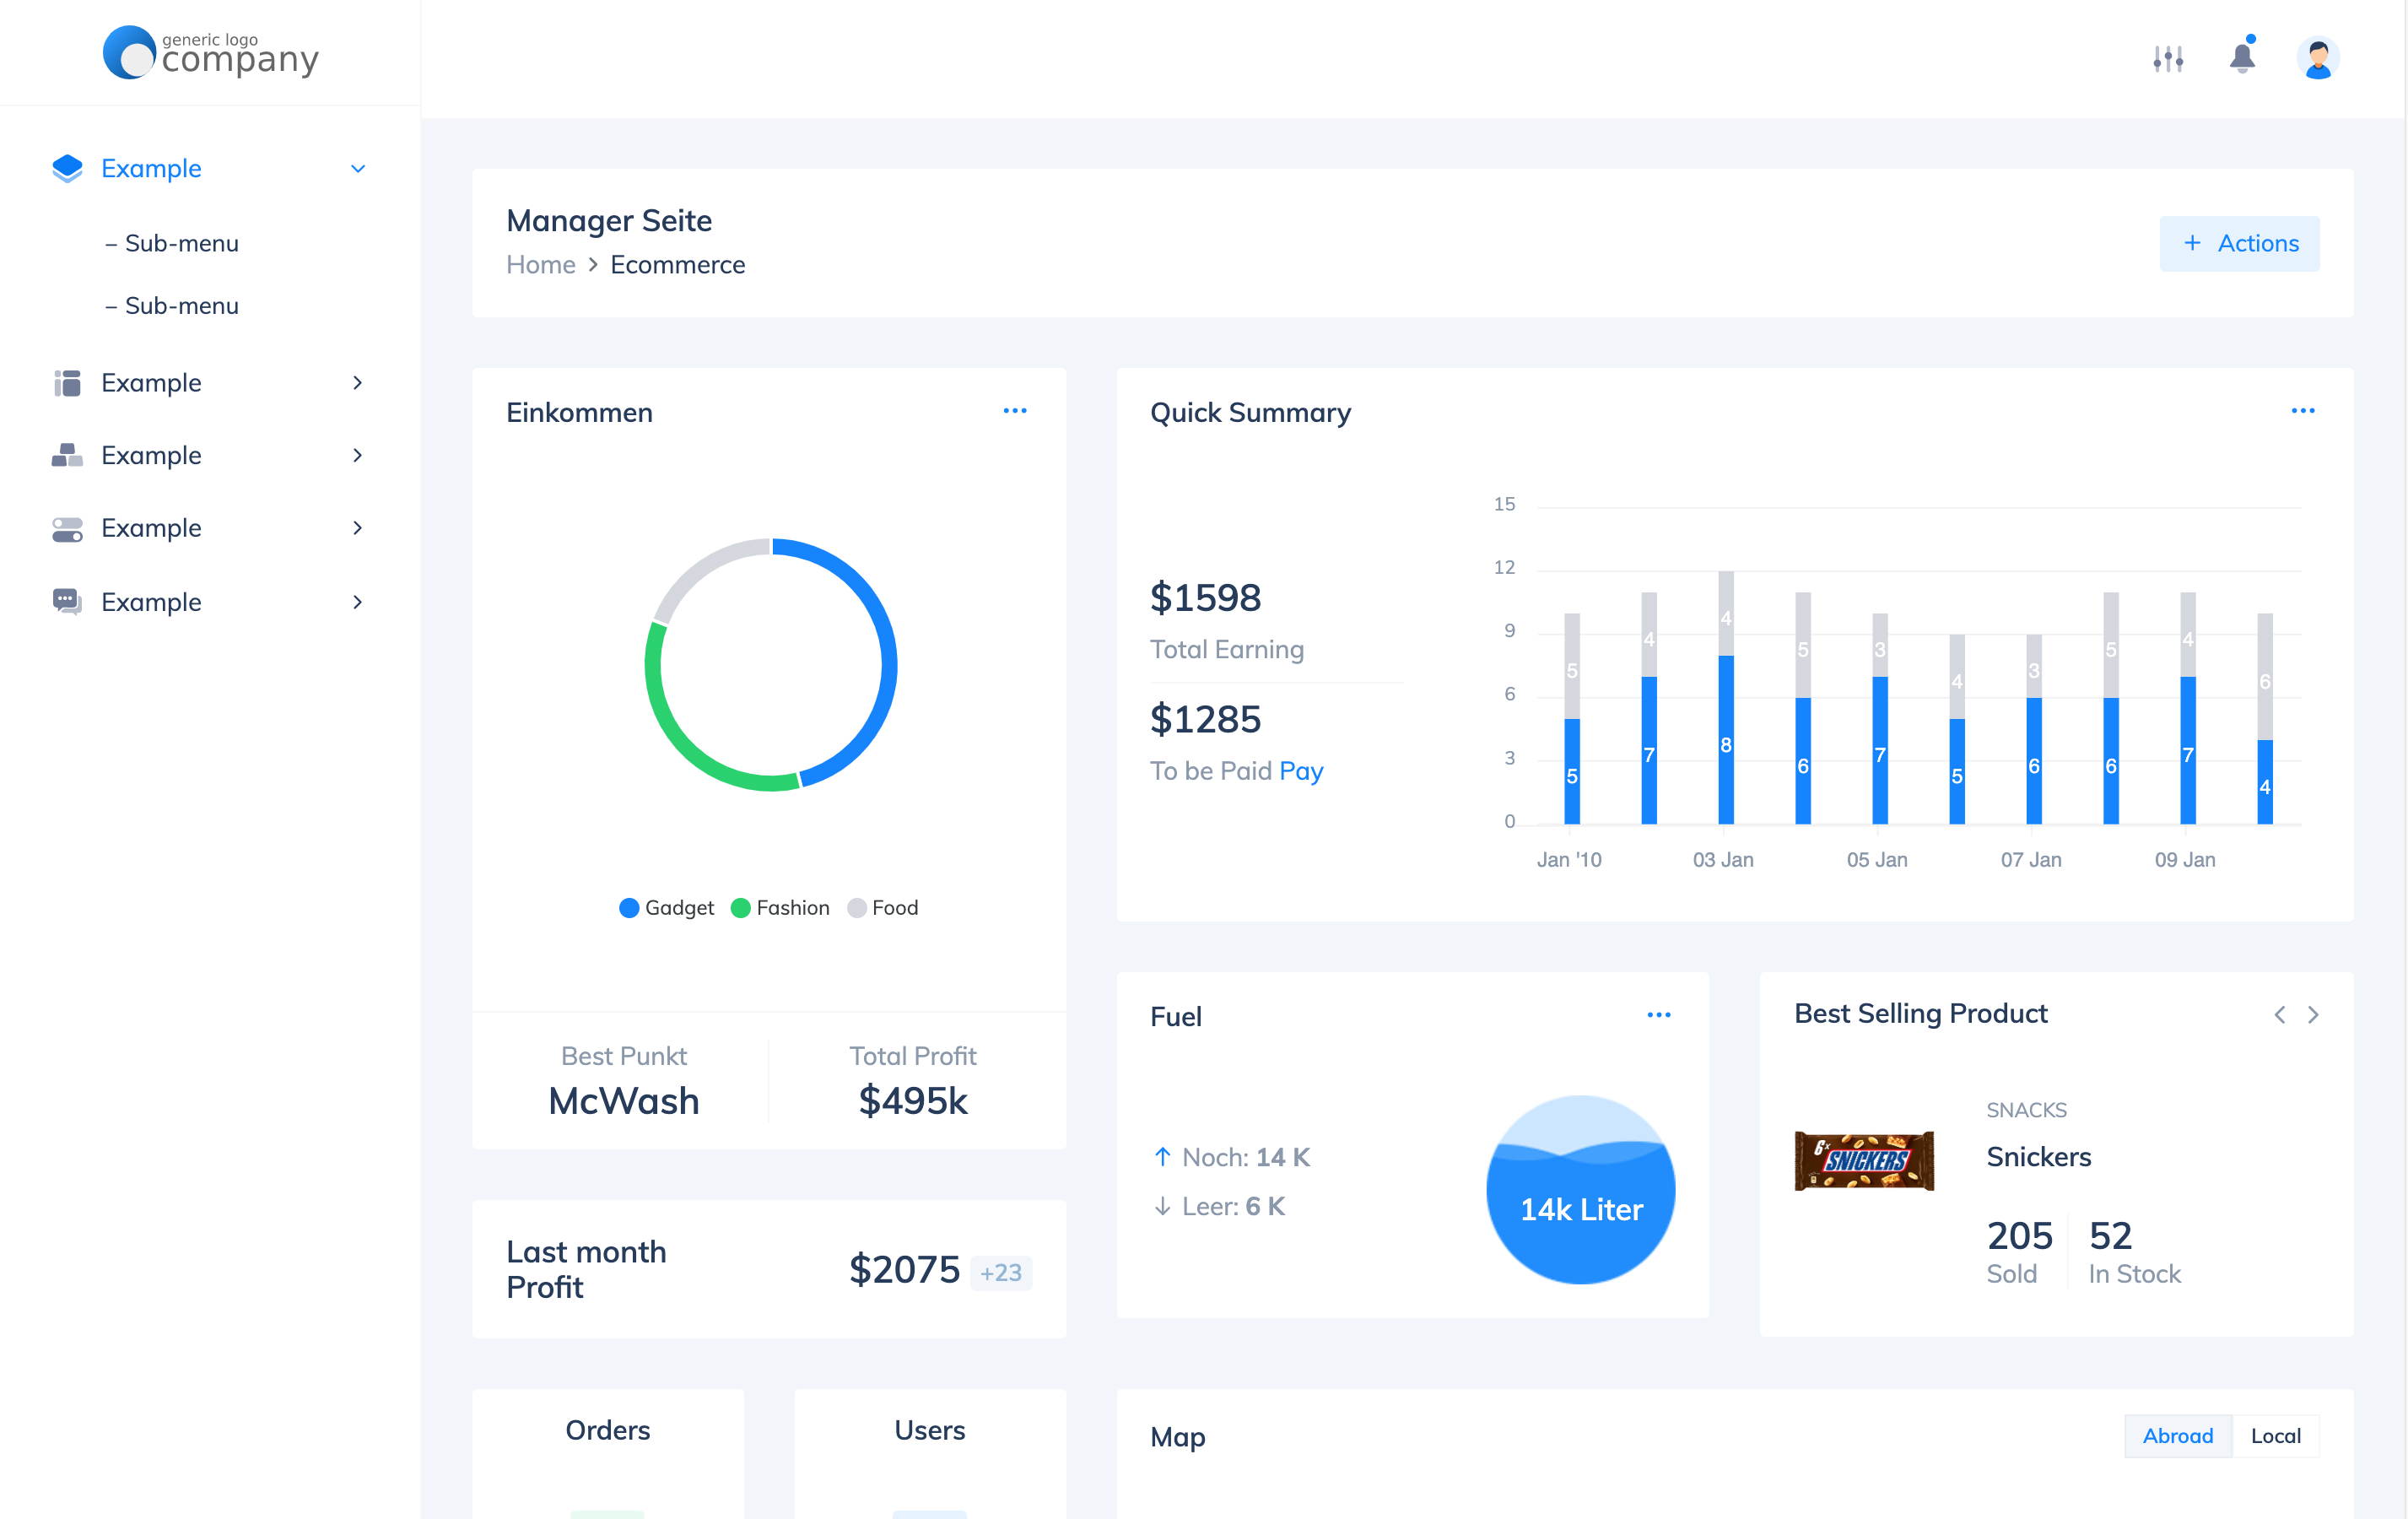 generic logo
company
Example
– Sub-menu
– Sub-menu
Example
Example
Example
Example
Manager Seite
Home > Ecommerce
+ Actions
Einkommen
Gadget Fashion Food
Best Punkt
McWash
Total Profit
$495k
Quick Summary
$1598
Total Earning
$1285
To be Paid Pay
15
12
9
6
3
0
5 4 4 5 3 4 3 5 4 6
5 7 8 6 7 5 6 6 7 4
Jan '10 03 Jan 05 Jan 07 Jan 09 Jan
Last month
Profit
$2075 +23
Fuel
↑ Noch: 14 K
↓ Leer: 6 K
14k Liter
Best Selling Product
6x
SNICKERS
SNACKS
Snickers
205
Sold
52
In Stock
Orders
Users
Map
Abroad Local